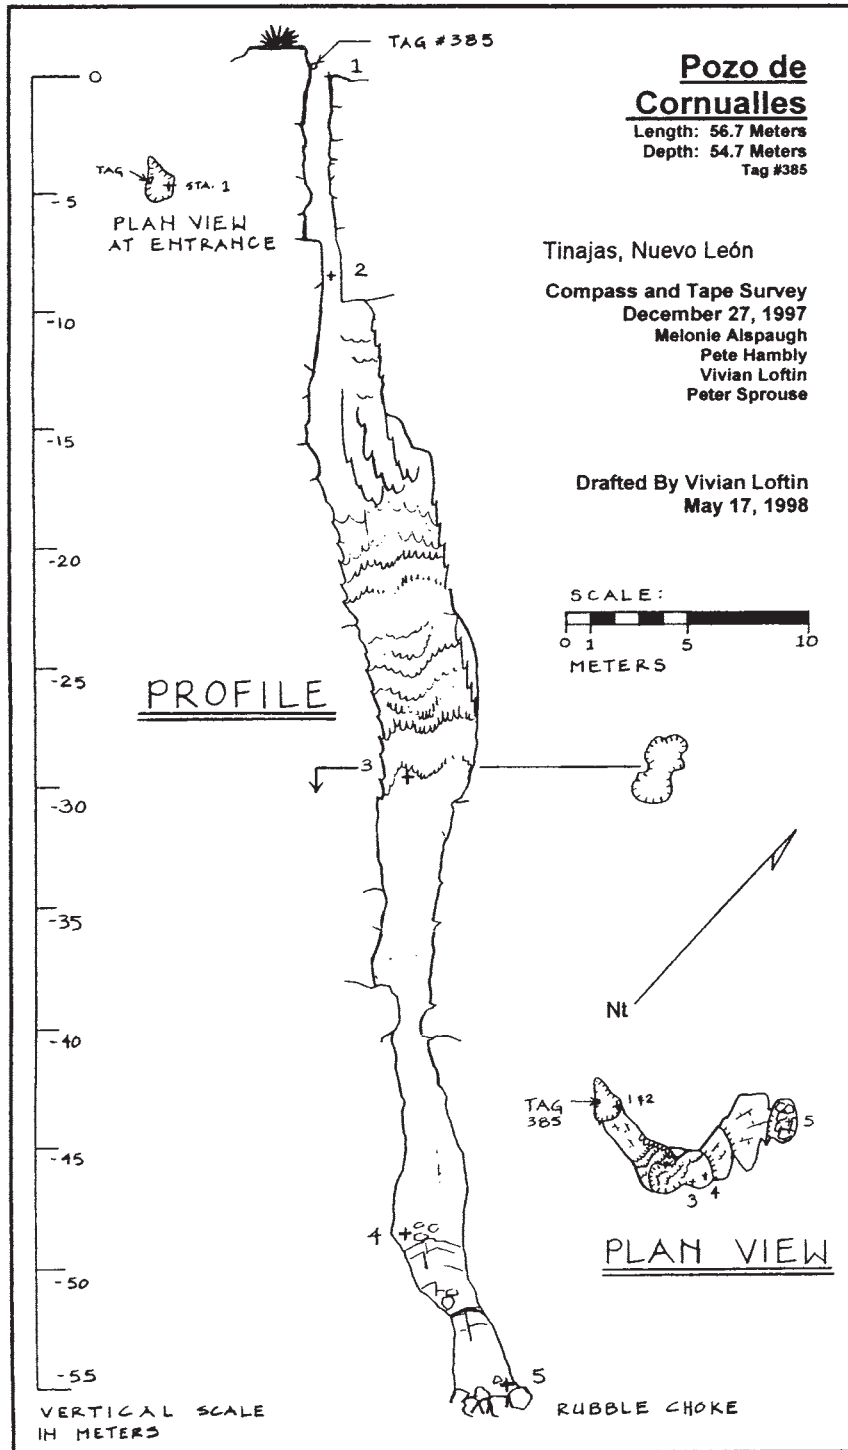 TAG #385
1
Pozo de
Cornualles
Length: 56.7 Meters
Depth: 54.7 Meters
Tag #385
0
TAG
STA. 1
PLAN VIEW
AT ENTRANCE
-5
Tinajas, Nuevo León
Compass and Tape Survey
December 27, 1997
Melonie Alspaugh
Pete Hambly
Vivian Loftin
Peter Sprouse
2
-10
-15
Drafted By Vivian Loftin
May 17, 1998
-20
SCALE:
0 1 5 10
METERS
-25
PROFILE
3
-30
-35
Nt
-40
TAG
385
1+2
5
3 4
-45
4
PLAN VIEW
-50
-55
5
RUBBLE CHOKE
VERTICAL SCALE
IN METERS